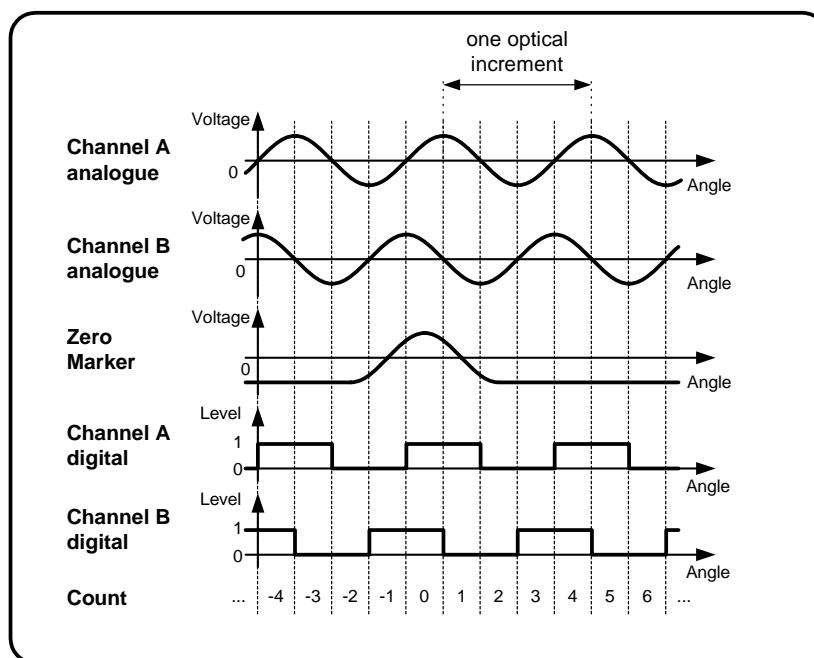 one optical
increment
Voltage
Channel A
analogue
0
Angle
Voltage
Channel B
analogue
0
Angle
Voltage
Zero
Marker
0
Angle
Level
Channel A
digital
1
0
Angle
Level
Channel B
digital
1
0
Angle
Count ... -4 -3 -2 -1 0 1 2 3 4 5 6 ...